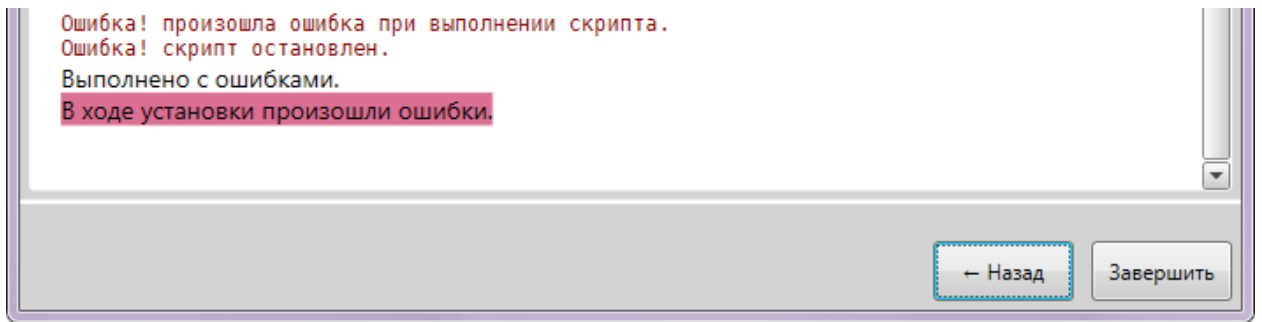 Ошибка! произошла ошибка при выполнении скрипта.
Ошибка! скрипт остановлен.
Выполнено с ошибками.
В ходе установки произошли ошибки.
← Назад
Завершить